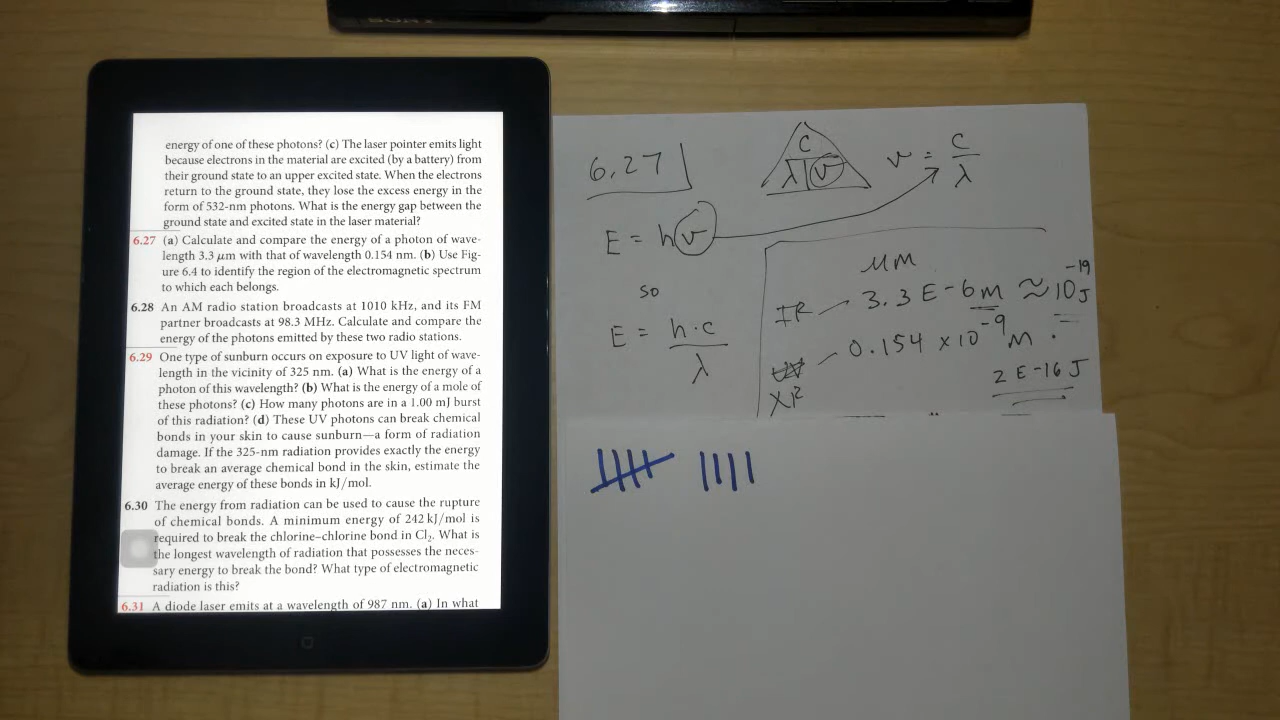 SONY
energy of one of these photons? (c) The laser pointer emits light
because electrons in the material are excited (by a battery) from
their ground state to an upper excited state. When the electrons
return to the ground state, they lose the excess energy in the
form of 532-nm photons. What is the energy gap between the
ground state and excited state in the laser material?
6.27 (a) Calculate and compare the energy of a photon of wave-
length 3.3 μm with that of wavelength 0.154 nm. (b) Use Fig-
ure 6.4 to identify the region of the electromagnetic spectrum
to which each belongs.
6.28 An AM radio station broadcasts at 1010 kHz, and its FM
partner broadcasts at 98.3 MHz. Calculate and compare the
energy of the photons emitted by these two radio stations.
6.29 One type of sunburn occurs on exposure to UV light of wave-
length in the vicinity of 325 nm. (a) What is the energy of a
photon of this wavelength? (b) What is the energy of a mole of
these photons? (c) How many photons are in a 1.00 mJ burst
of this radiation? (d) These UV photons can break chemical
bonds in your skin to cause sunburn—a form of radiation
damage. If the 325-nm radiation provides exactly the energy
to break an average chemical bond in the skin, estimate the
average energy of these bonds in kJ/mol.
6.30 The energy from radiation can be used to cause the rupture
of chemical bonds. A minimum energy of 242 kJ/mol is
required to break the chlorine–chlorine bond in Cl₂. What is
the longest wavelength of radiation that possesses the neces-
sary energy to break the bond? What type of electromagnetic
radiation is this?
6.31 A diode laser emits at a wavelength of 987 nm. (a) In what
6.27
C
λ ν
ν = C/λ
E = hν
so
E = h·c/λ
μm
IR 3.3 E-6 m ≈ 10⁻¹⁹ J
UV 0.154 x 10⁻⁹ m
XR
2 E-16 J